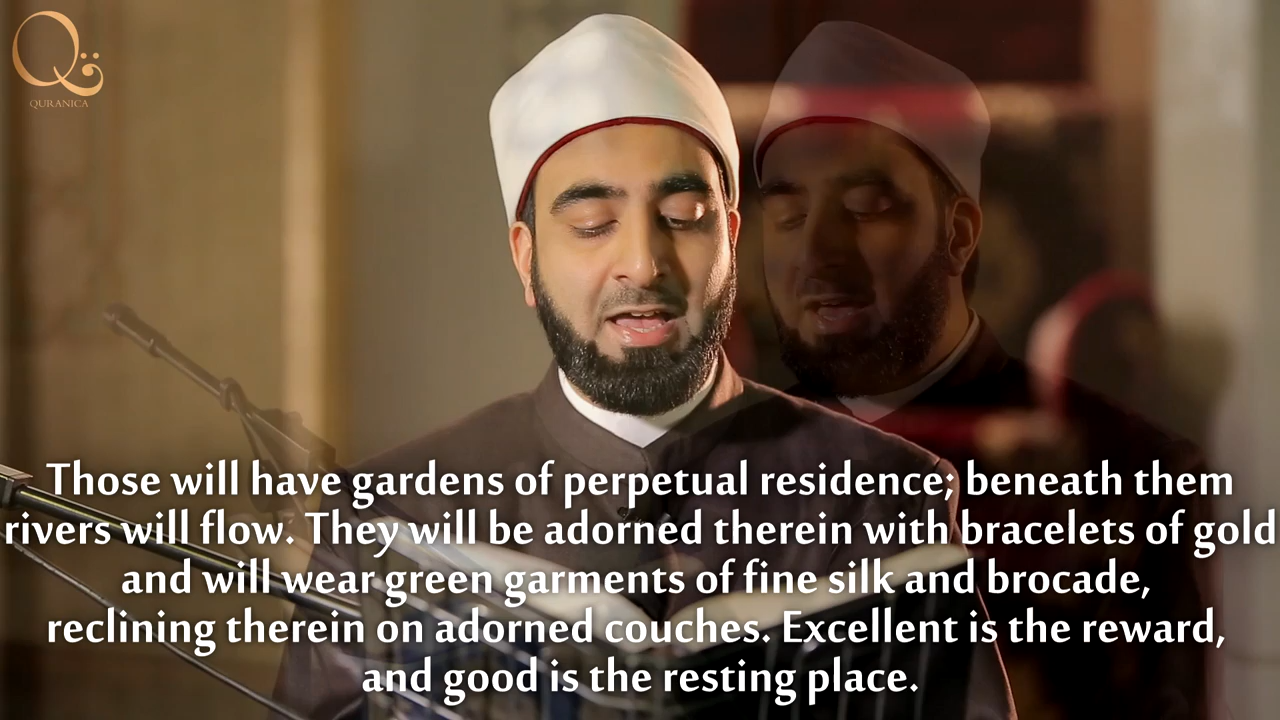 QURANICA
Those will have gardens of perpetual residence; beneath them
rivers will flow. They will be adorned therein with bracelets of gold
and will wear green garments of fine silk and brocade,
reclining therein on adorned couches. Excellent is the reward,
and good is the resting place.